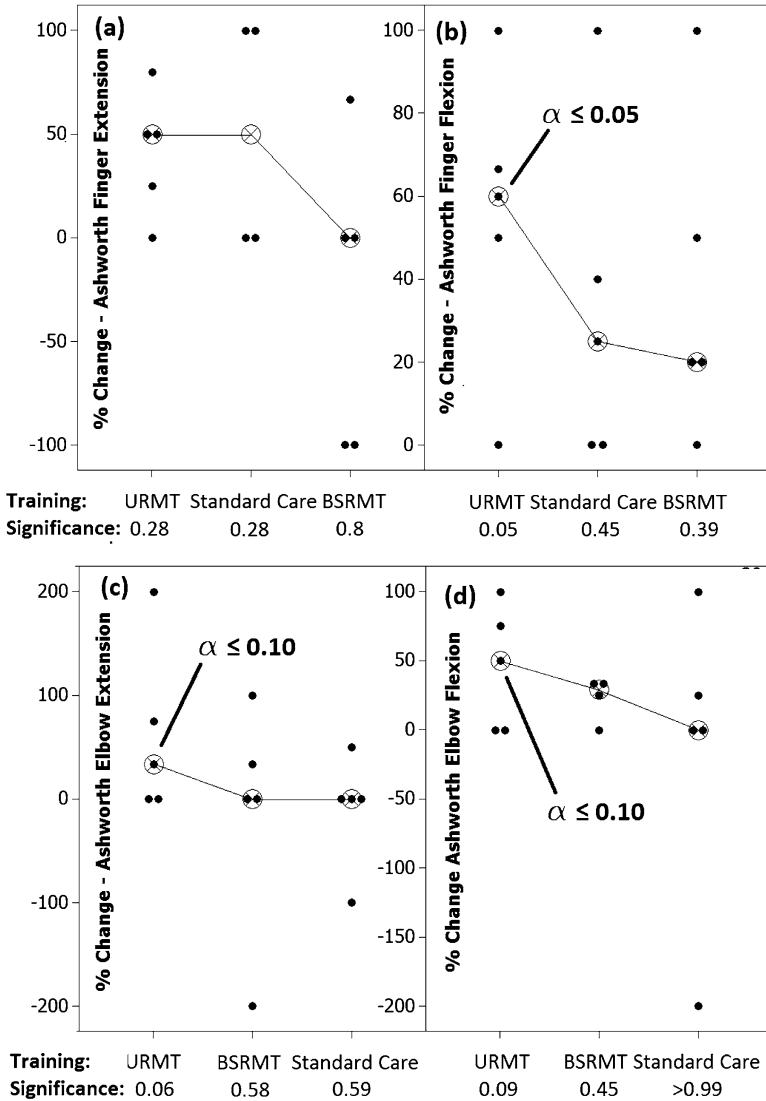 (a)
% Change - Ashworth Finger Extension
100
50
0
-50
-100
(b)
% Change - Ashworth Finger Flexion
100
80
60
40
20
0
α ≤ 0.05
Training: URMT Standard Care BSRMT
Significance: 0.28 0.28 0.8
URMT Standard Care BSRMT
0.05 0.45 0.39
(c)
% Change - Ashworth Elbow Extension
200
100
0
-100
-200
α ≤ 0.10
(d)
% Change Ashworth Elbow Flexion
100
50
0
-50
-100
-150
-200
α ≤ 0.10
Training: URMT BSRMT Standard Care
Significance: 0.06 0.58 0.59
URMT BSRMT Standard Care
0.09 0.45 >0.99